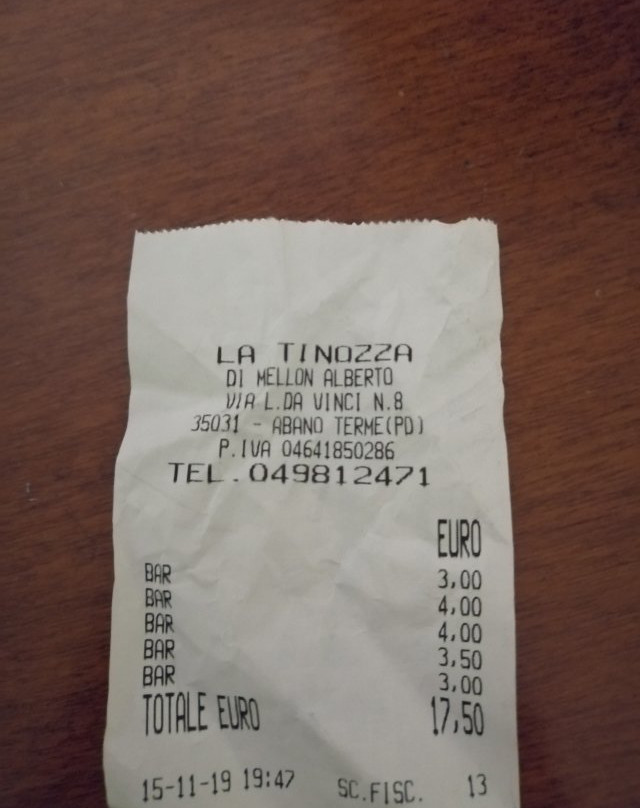 LA TINOZZA
DI MELLON ALBERTO
VIA L.DA VINCI N.8
35031 - ABANO TERME(PD)
P.IVA 04641850286
TEL.049812471
EURO
BAR 3,00
BAR 4,00
BAR 4,00
BAR 3,50
BAR 3,00
TOTALE EURO 17,50
15-11-19 19:47 SC.FISC. 13